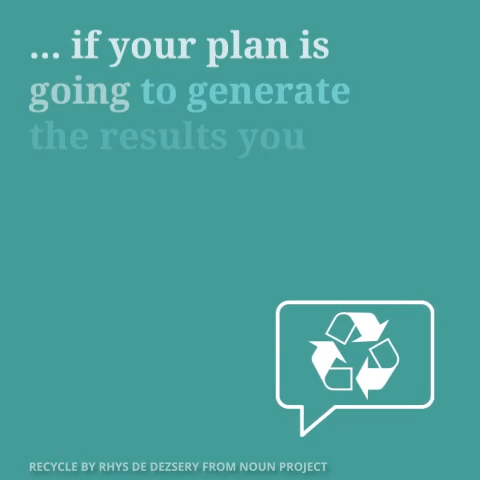 ... if your plan is
going to generate
the results you
RECYCLE BY RHYS DE DEZSERY FROM NOUN PROJECT